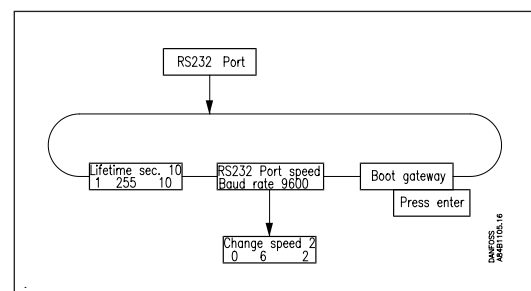 RS232 Port
Lifetime sec. 10
1 255 10
RS232 Port speed
Baud rate 9600
Boot gateway
Press enter
Change speed 2
0 6 2
DANFOSS
A84B1105.16